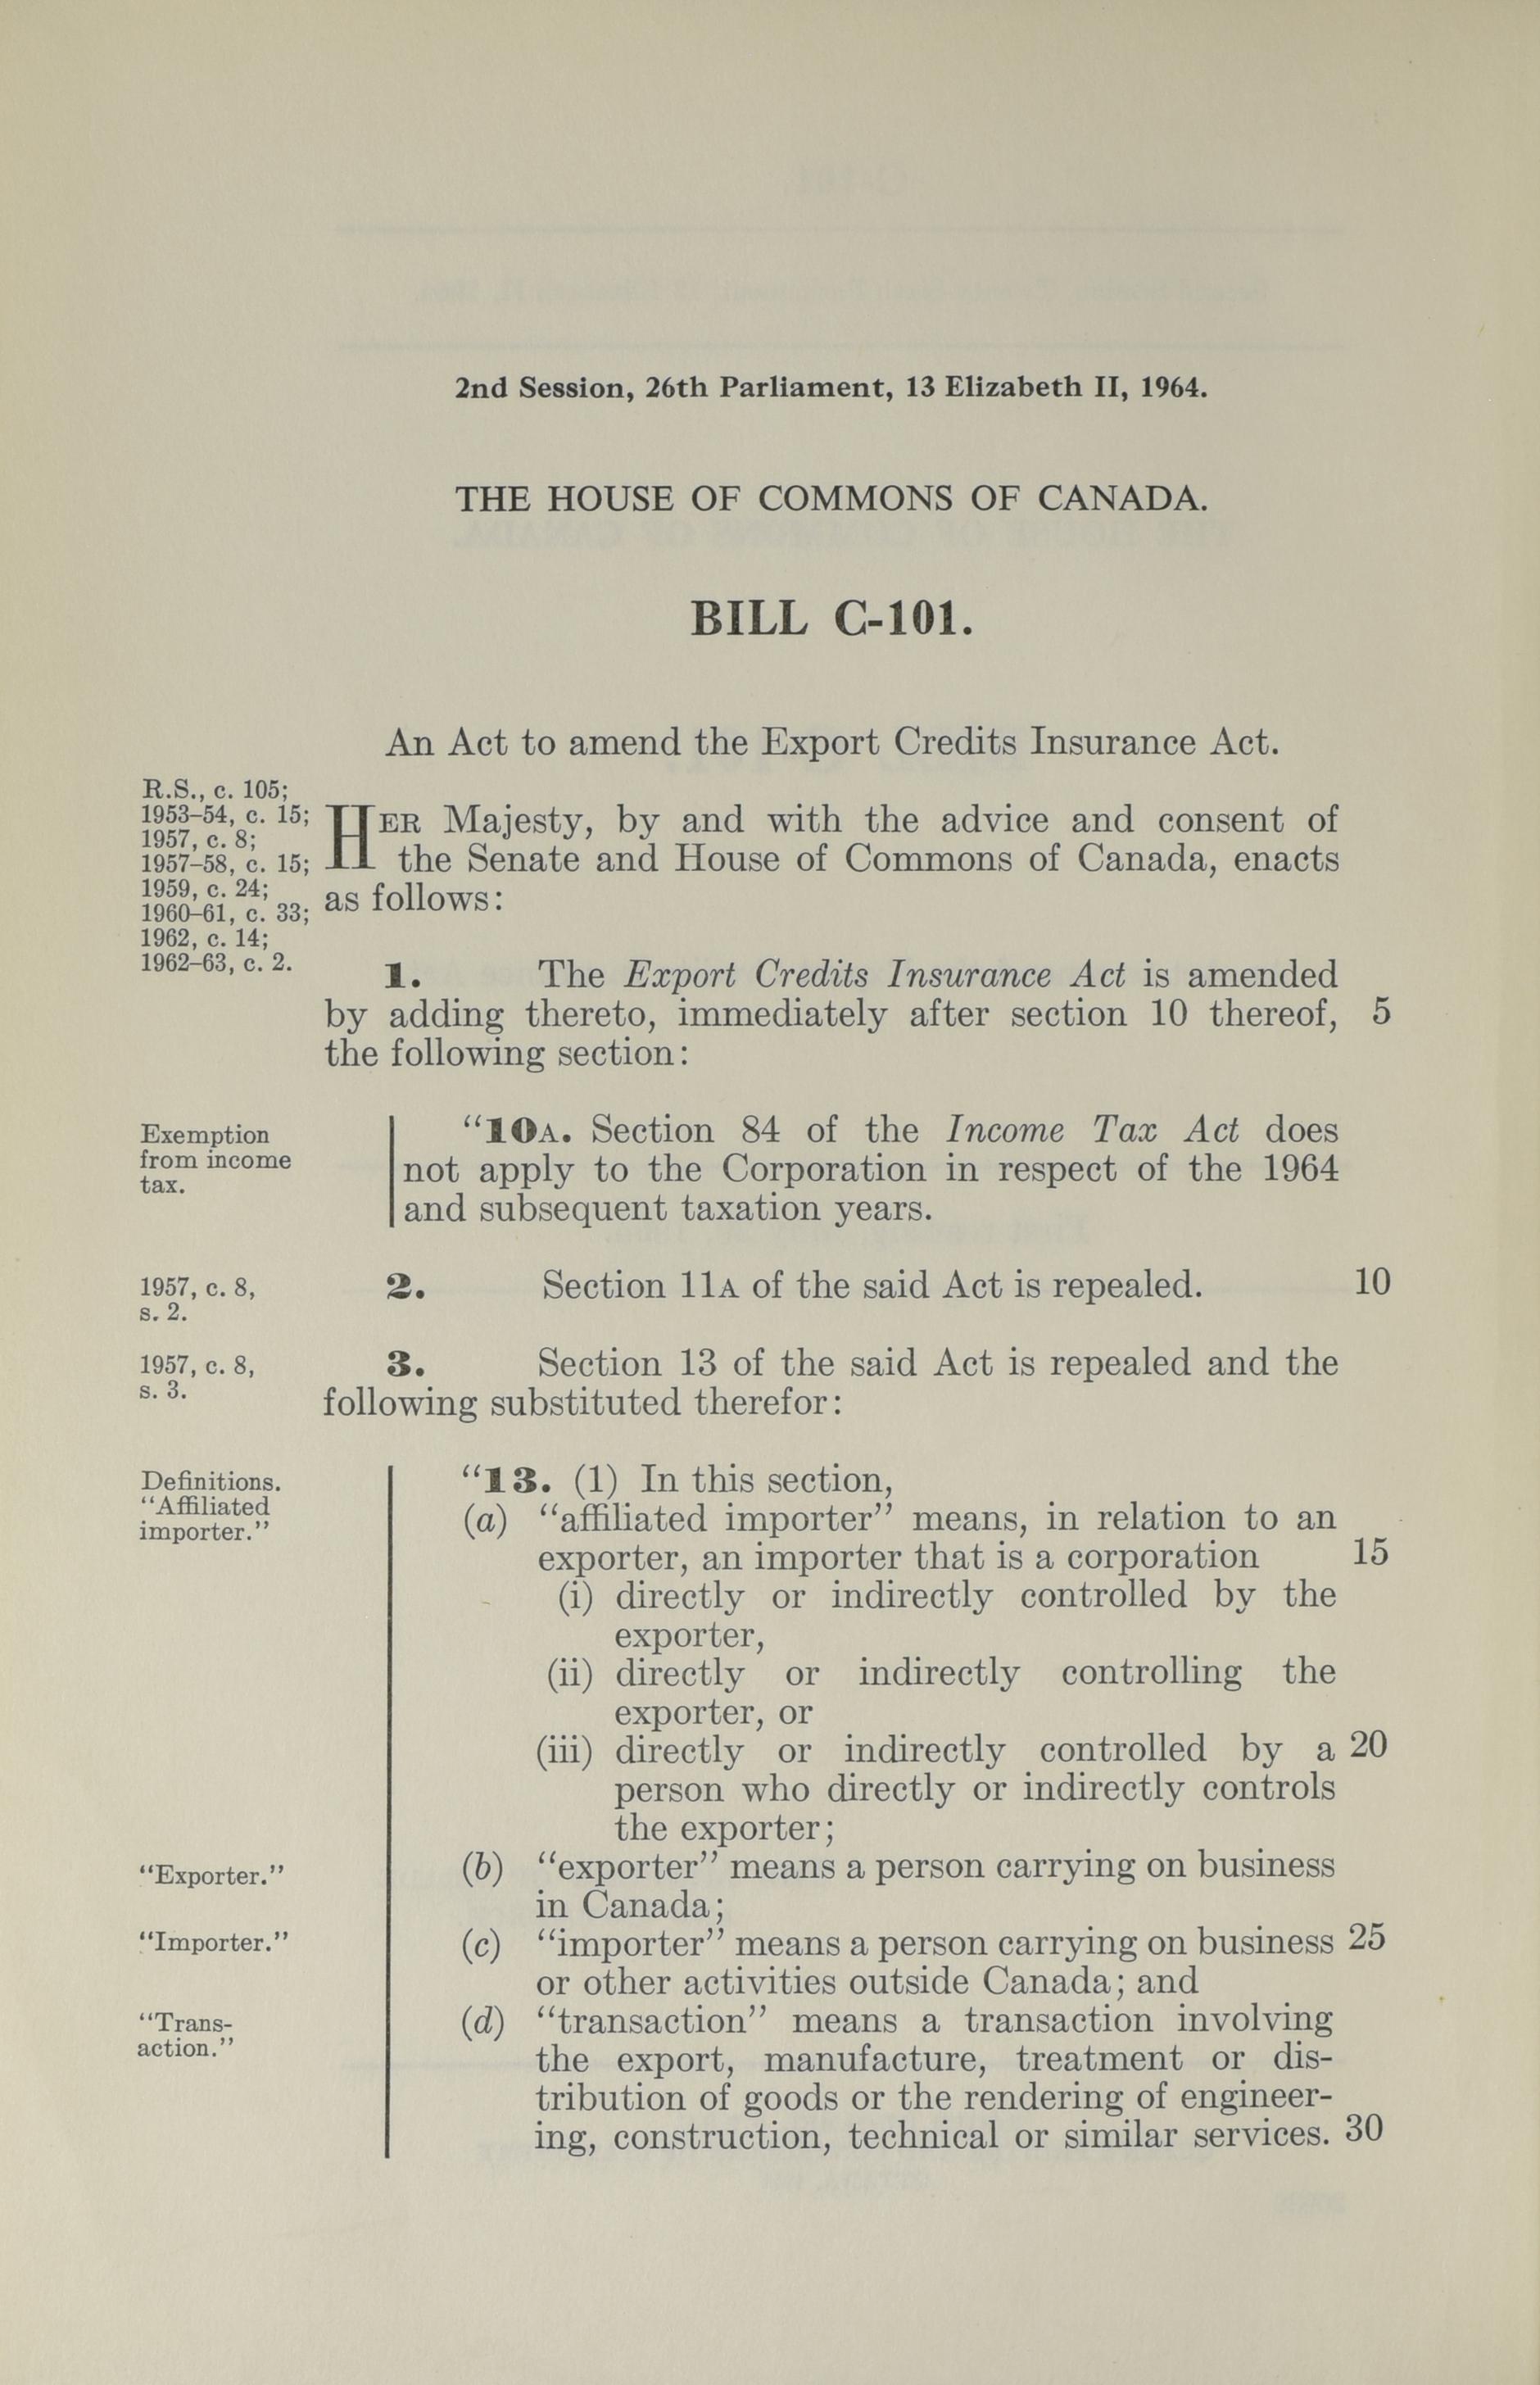 2nd Session, 26th Parliament, 13 Elizabeth II, 1964.
THE HOUSE OF COMMONS OF CANADA.
BILL C-101.
An Act to amend the Export Credits Insurance Act.
R.S., c. 105;
1953–54, c. 15;
1957, c. 8;
1957–58, c. 15;
1959, c. 24;
1960–61, c. 33;
1962, c. 14;
1962–63, c. 2.
HER Majesty, by and with the advice and consent of
the Senate and House of Commons of Canada, enacts
as follows:
1. The Export Credits Insurance Act is amended
by adding thereto, immediately after section 10 thereof, 5
the following section:
Exemption
from income
tax.
“10A. Section 84 of the Income Tax Act does
not apply to the Corporation in respect of the 1964
and subsequent taxation years.
1957, c. 8,
s. 2.
2. Section 11A of the said Act is repealed. 10
1957, c. 8,
s. 3.
3. Section 13 of the said Act is repealed and the
following substituted therefor:
Definitions.
“Affiliated
importer.”
“13. (1) In this section,
(a) “affiliated importer” means, in relation to an
exporter, an importer that is a corporation 15
(i) directly or indirectly controlled by the
exporter,
(ii) directly or indirectly controlling the
exporter, or
(iii) directly or indirectly controlled by a 20
person who directly or indirectly controls
the exporter;
“Exporter.”
(b) “exporter” means a person carrying on business
in Canada;
“Importer.”
(c) “importer” means a person carrying on business 25
or other activities outside Canada; and
“Trans-
action.”
(d) “transaction” means a transaction involving
the export, manufacture, treatment or dis-
tribution of goods or the rendering of engineer-
ing, construction, technical or similar services. 30